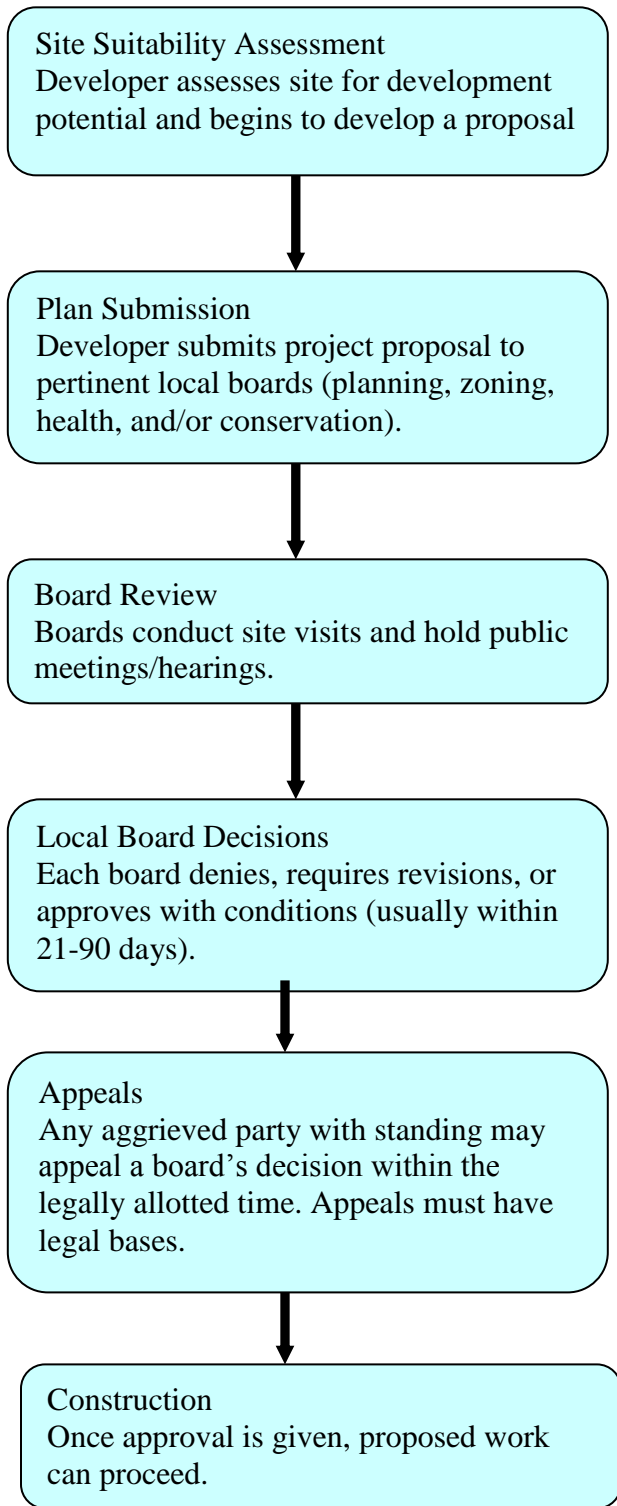 Site Suitability Assessment
Developer assesses site for development
potential and begins to develop a proposal
Plan Submission
Developer submits project proposal to
pertinent local boards (planning, zoning,
health, and/or conservation).
Board Review
Boards conduct site visits and hold public
meetings/hearings.
Local Board Decisions
Each board denies, requires revisions, or
approves with conditions (usually within
21-90 days).
Appeals
Any aggrieved party with standing may
appeal a board’s decision within the
legally allotted time. Appeals must have
legal bases.
Construction
Once approval is given, proposed work
can proceed.